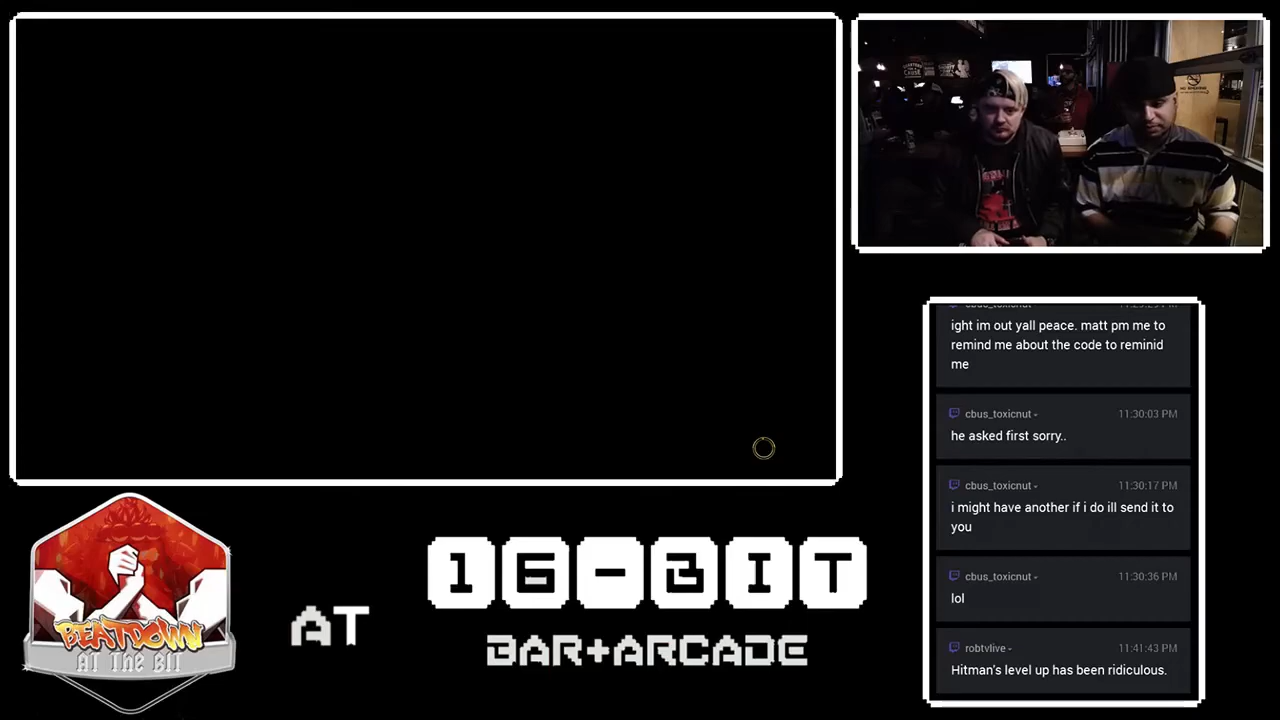 ight im out yall peace. matt pm me to
remind me about the code to reminid
me
cbus_toxicnut
11:30:03 PM
he asked first sorry..
cbus_toxicnut
11:30:17 PM
i might have another if i do ill send it to
you
cbus_toxicnut
11:30:36 PM
lol
robtvlive
11:41:43 PM
Hitman's level up has been ridiculous.
BEATDOWN
AT THE BIT
AT
16-BIT
BAR+ARCADE